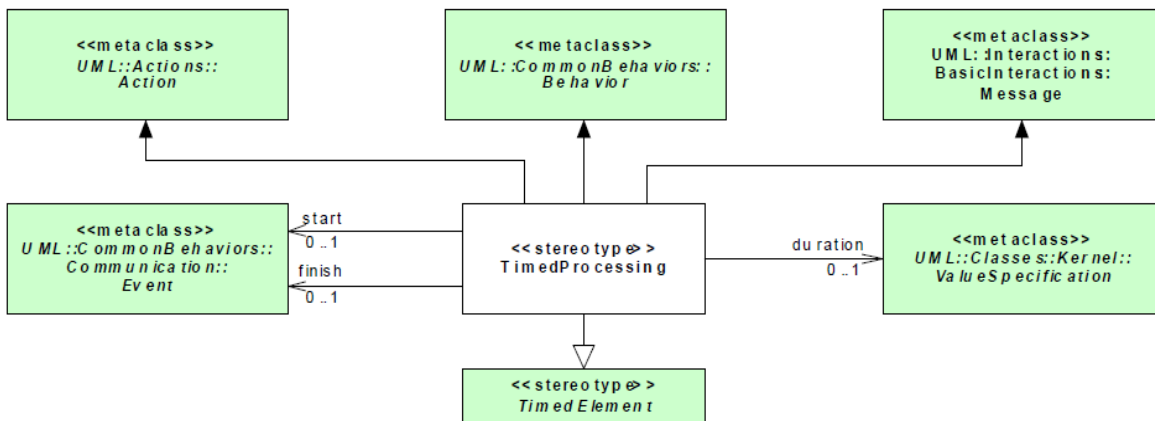 <<metaclass>>
UML::Actions::
Action
<<metaclass>>
UML::CommonBehaviors::
Behavior
<<metaclass>>
UML::Interactions:
BasicInteractions:
Message
<<metaclass>>
UML::CommonBehaviors::
Communication::
Event
start
0..1
finish
0..1
<<stereotype>>
TimedProcessing
duration
0..1
<<metaclass>>
UML::Classes::Kernel::
ValueSpecification
<<stereotype>>
TimedElement